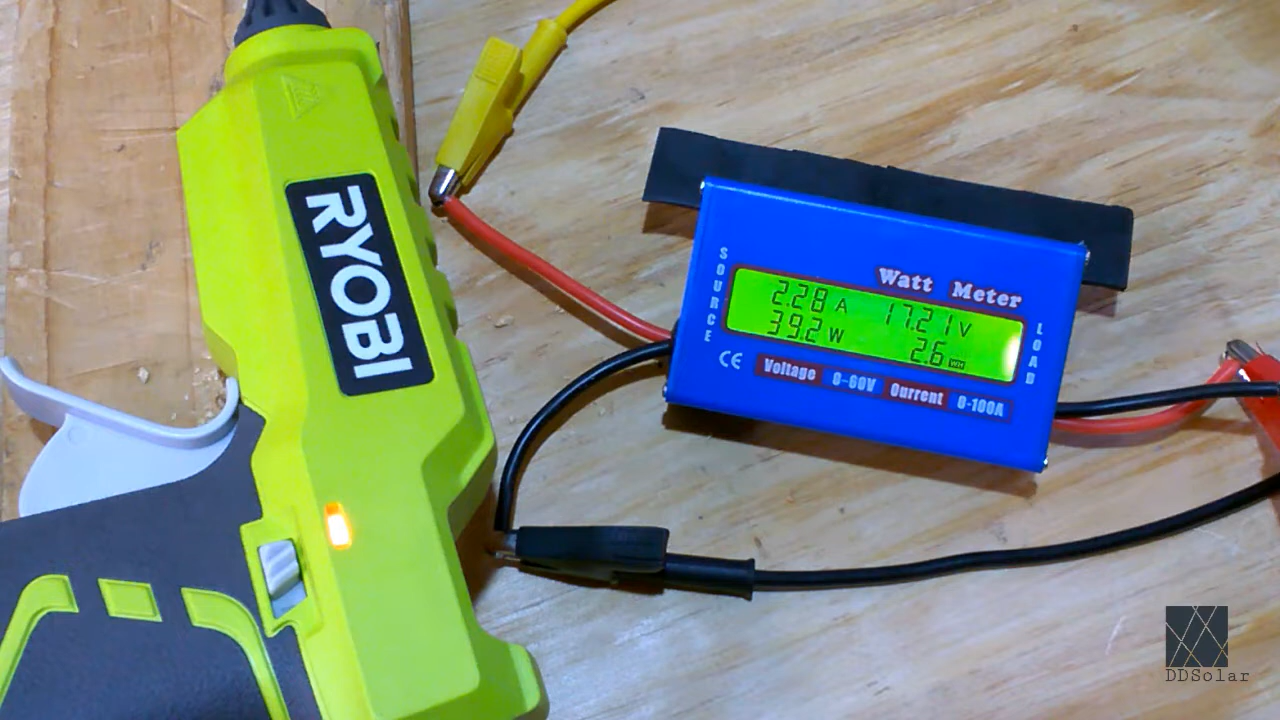 RYOBI
SOURCE
Watt Meter
2.28 A 17.21 V
39.2 W 2.6 WH
LOAD
CE
Voltage 0-60V Current 0-100A
DDSolar